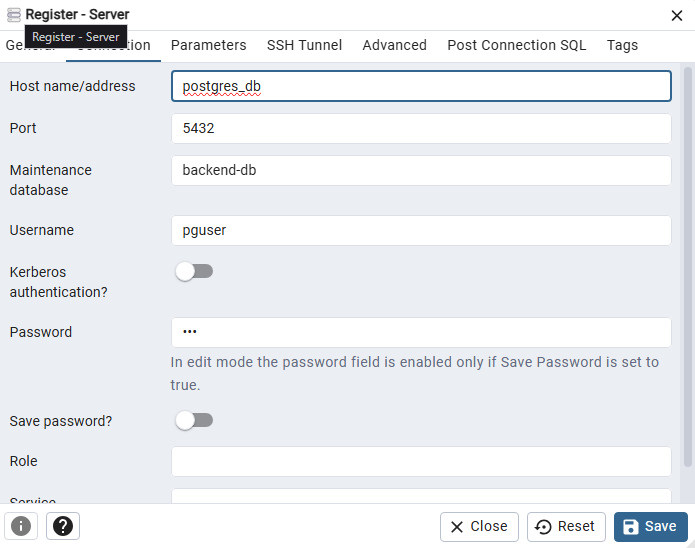 Register - Server
Register - Server
General Connection Parameters SSH Tunnel Advanced Post Connection SQL Tags
Host name/address
postgres_db
Port
5432
Maintenance
database
backend-db
Username
pguser
Kerberos
authentication?
Password
•••
In edit mode the password field is enabled only if Save Password is set to
true.
Save password?
Role
Service
Close Reset Save